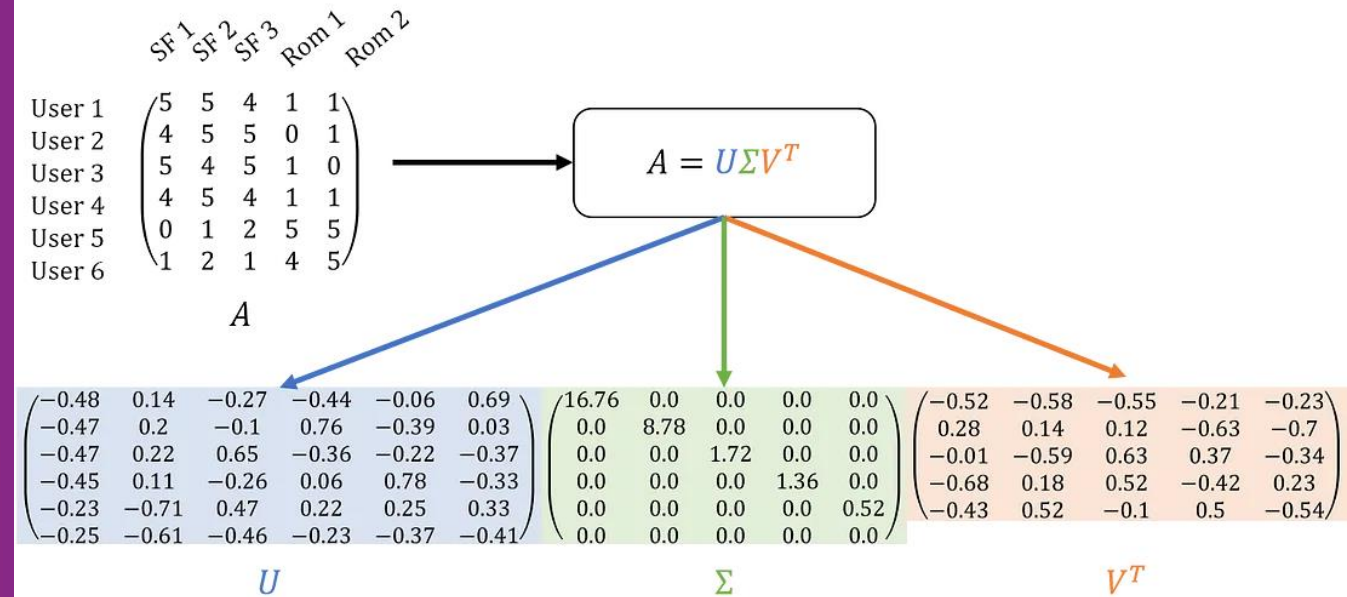 SF 1 SF 2 SF 3 Rom 1 Rom 2
User 1 5 5 4 1 1
User 2 4 5 5 0 1
User 3 5 4 5 1 0
User 4 4 5 4 1 1
User 5 0 1 2 5 5
User 6 1 2 1 4 5
A
A = UΣV^T
−0.48 0.14 −0.27 −0.44 −0.06 0.69
−0.47 0.2 −0.1 0.76 −0.39 0.03
−0.47 0.22 0.65 −0.36 −0.22 −0.37
−0.45 0.11 −0.26 0.06 0.78 −0.33
−0.23 −0.71 0.47 0.22 0.25 0.33
−0.25 −0.61 −0.46 −0.23 −0.37 −0.41
U
16.76 0.0 0.0 0.0 0.0
0.0 8.78 0.0 0.0 0.0
0.0 0.0 1.72 0.0 0.0
0.0 0.0 0.0 1.36 0.0
0.0 0.0 0.0 0.0 0.52
0.0 0.0 0.0 0.0 0.0
Σ
−0.52 −0.58 −0.55 −0.21 −0.23
0.28 0.14 0.12 −0.63 −0.7
−0.01 −0.59 0.63 0.37 −0.34
−0.68 0.18 0.52 −0.42 0.23
−0.43 0.52 −0.1 0.5 −0.54
V^T